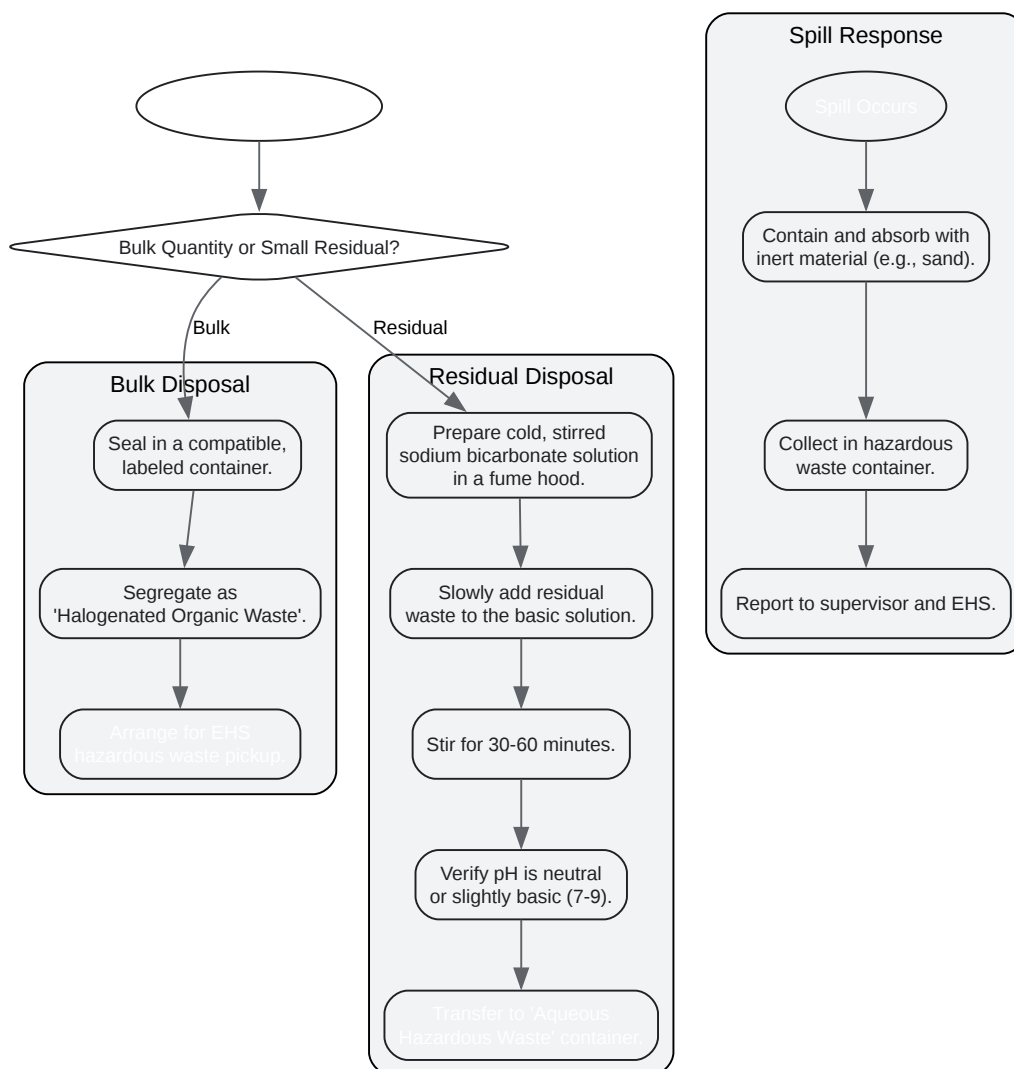 Bulk Quantity or Small Residual?
Bulk
Residual
Bulk Disposal
Seal in a compatible,
labeled container.
Segregate as
'Halogenated Organic Waste'.
Arrange for EHS
hazardous waste pickup.
Residual Disposal
Prepare cold, stirred
sodium bicarbonate solution
in a fume hood.
Slowly add residual
waste to the basic solution.
Stir for 30-60 minutes.
Verify pH is neutral
or slightly basic (7-9).
Transfer to 'Aqueous
Hazardous Waste' container.
Spill Response
Spill Occurs
Contain and absorb with
inert material (e.g., sand).
Collect in hazardous
waste container.
Report to supervisor and EHS.